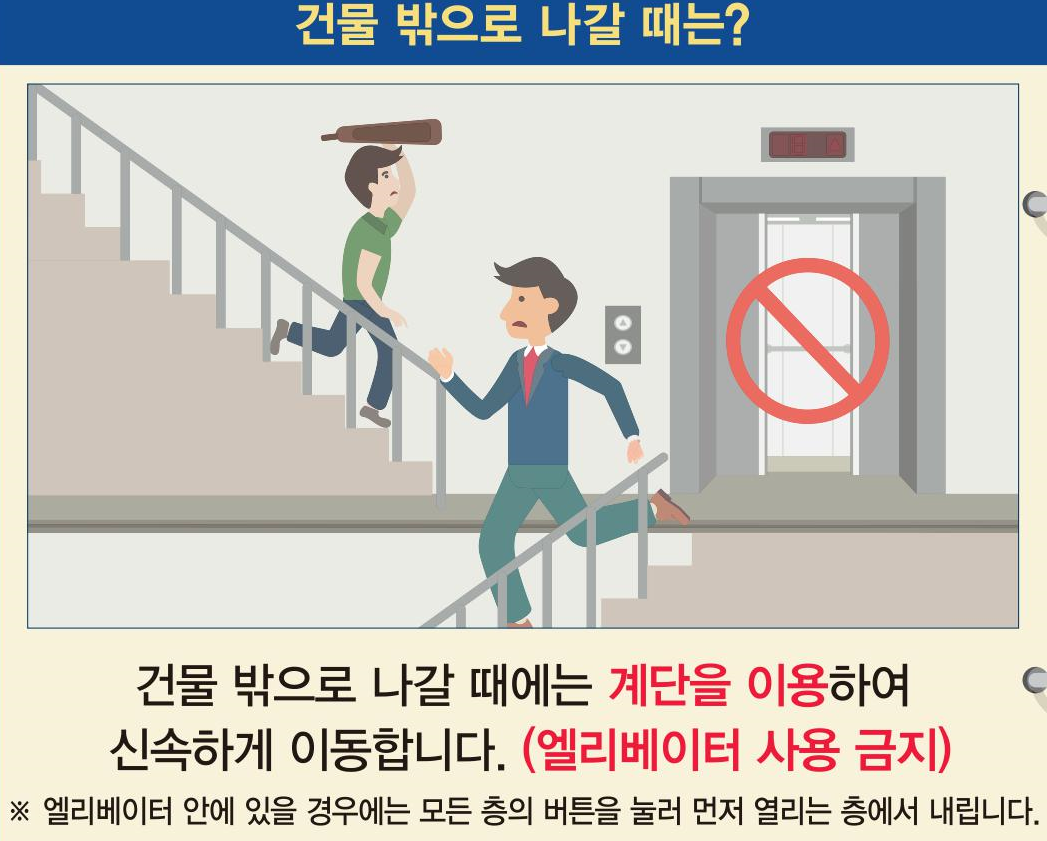 건물 밖으로 나갈 때는?
건물 밖으로 나갈 때에는 계단을 이용하여
신속하게 이동합니다. (엘리베이터 사용 금지)
※ 엘리베이터 안에 있을 경우에는 모든 층의 버튼을 눌러 먼저 열리는 층에서 내립니다.